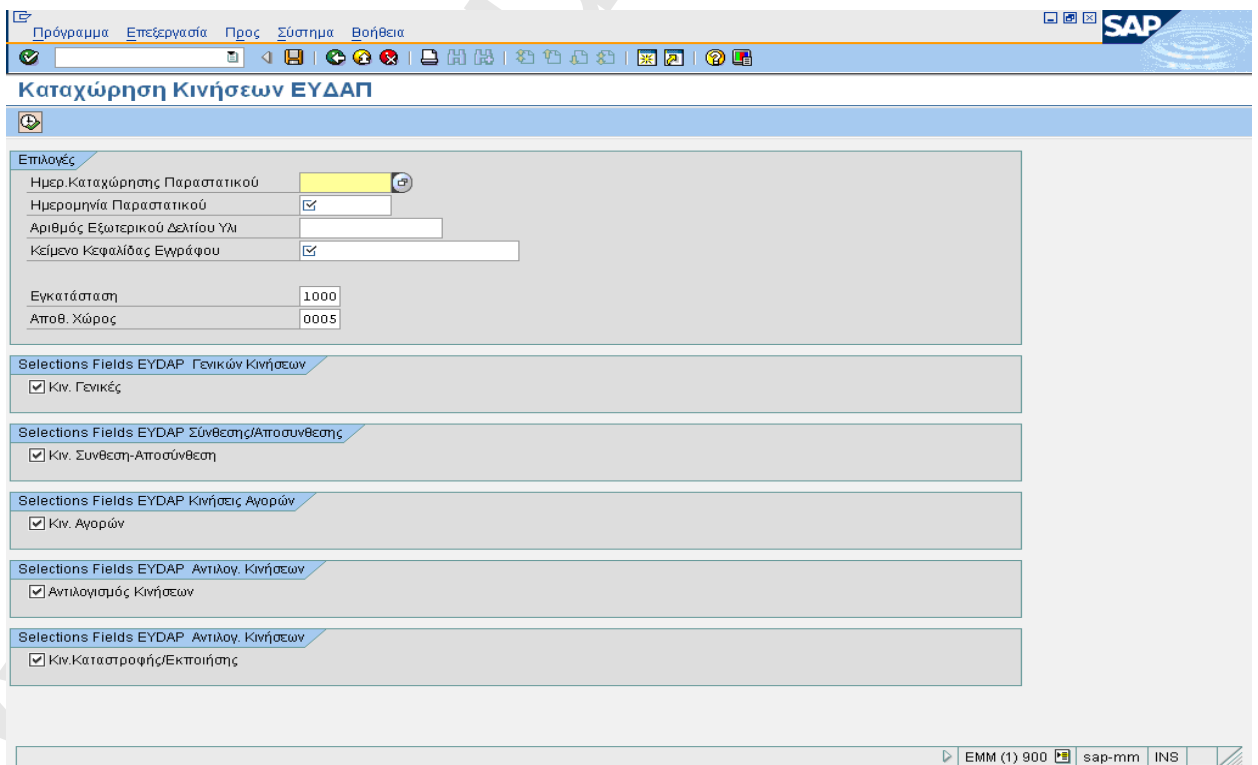 Πρόγραμμα Επεξεργασία Προς Σύστημα Βοήθεια
SAP
Καταχώρηση Κινήσεων ΕΥΔΑΠ
Επιλογές
Ημερ.Καταχώρησης Παραστατικού
Ημερομηνία Παραστατικού
Αριθμός Εξωτερικού Δελτίου Υλι
Κείμενο Κεφαλίδας Εγγράφου
Εγκατάσταση 1000
Αποθ. Χώρος 0005
Selections Fields EYDAP Γενικών Κινήσεων
Κιν. Γενικές
Selections Fields EYDAP Σύνθεσης/Αποσυνθεσης
Κιν. Συνθεση-Αποσύνθεση
Selections Fields EYDAP Κινήσεις Αγορών
Κιν. Αγορών
Selections Fields EYDAP Αντιλογ. Κινήσεων
Αντιλογισμός Κινήσεων
Selections Fields EYDAP Αντιλογ. Κινήσεων
Κιν.Καταστροφής/Εκποιήσης
EMM (1) 900 sap-mm INS